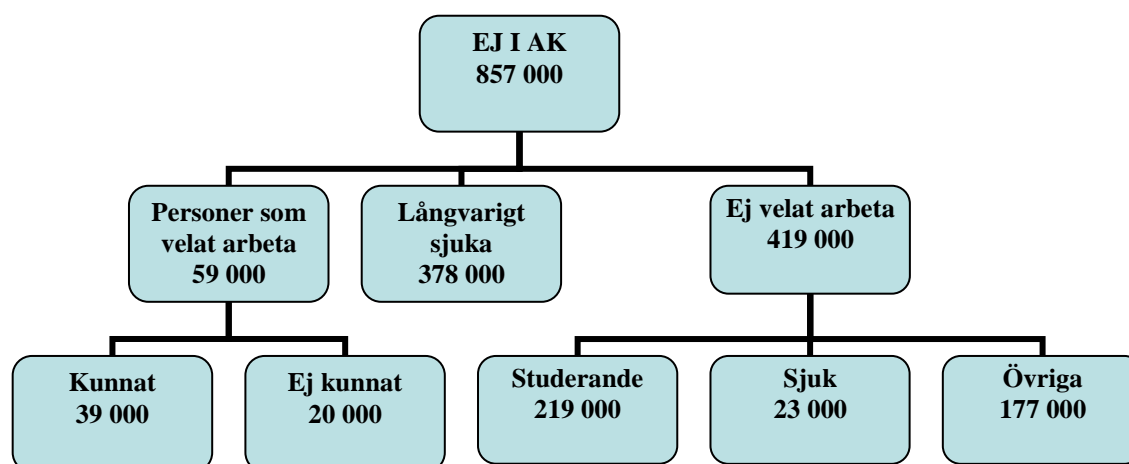 EJ I AK
857 000
Personer som
velat arbeta
59 000
Långvarigt
sjuka
378 000
Ej velat arbeta
419 000
Kunnat
39 000
Ej kunnat
20 000
Studerande
219 000
Sjuk
23 000
Övriga
177 000